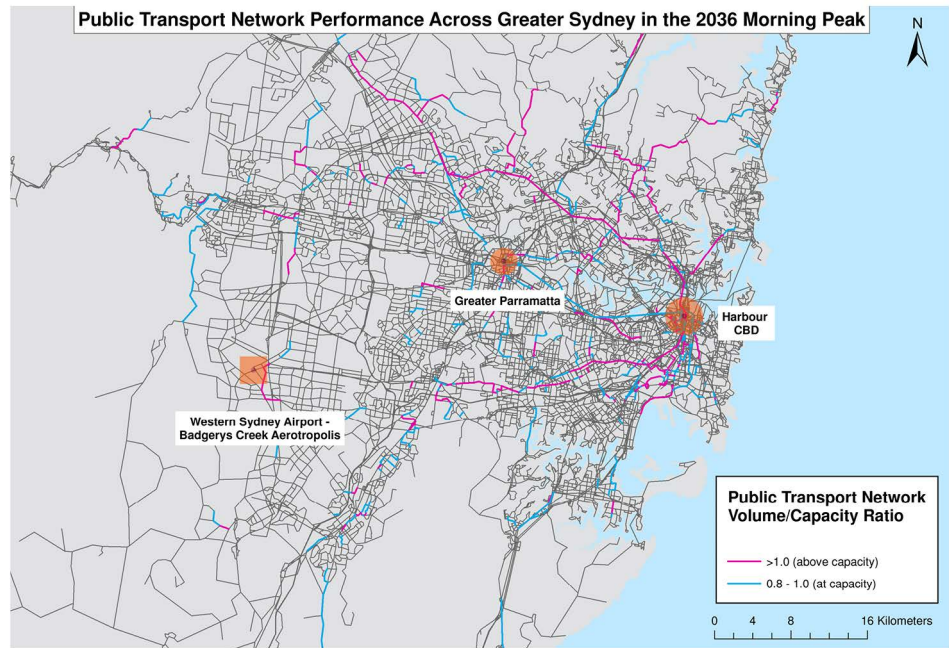 Public Transport Network Performance Across Greater Sydney in the 2036 Morning Peak
N
Greater Parramatta
Harbour
CBD
Western Sydney Airport -
Badgerys Creek Aerotropolis
Public Transport Network
Volume/Capacity Ratio
>1.0 (above capacity)
0.8 - 1.0 (at capacity)
0 4 8 16 Kilometers